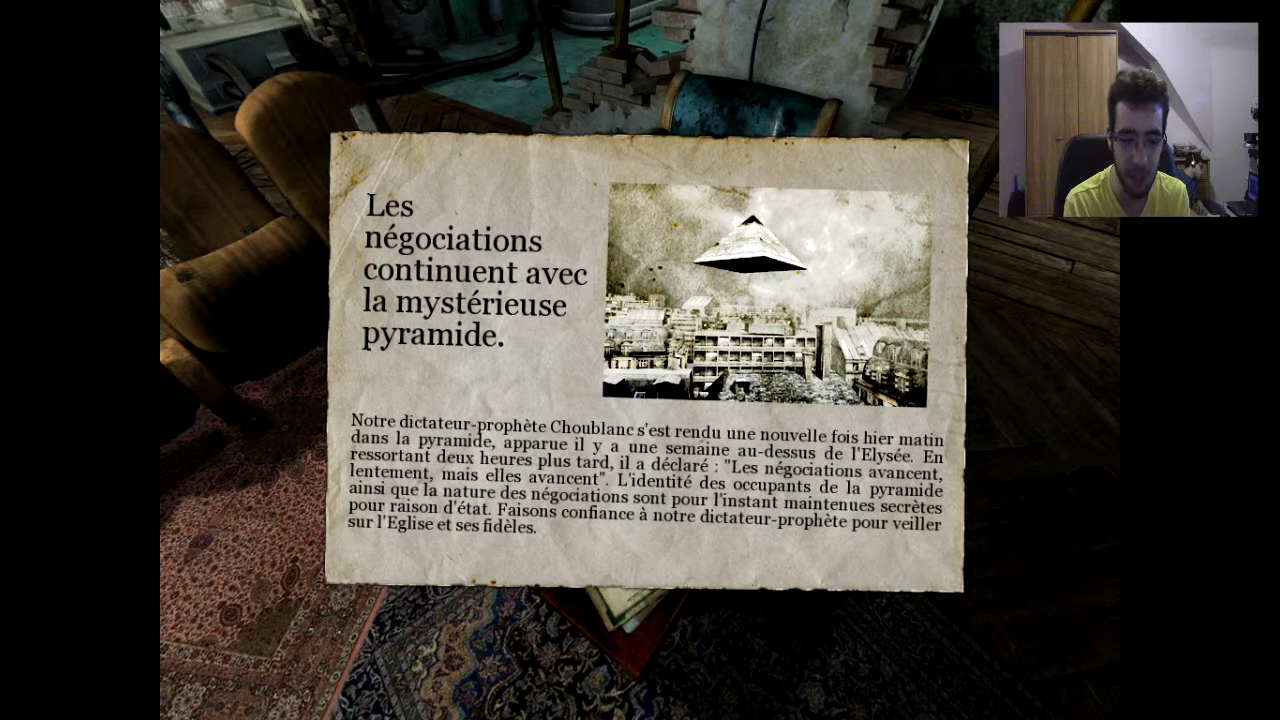 Les
négociations
continuent avec
la mystérieuse
pyramide.
Notre dictateur-prophète Choublanc s'est rendu une nouvelle fois hier matin
dans la pyramide, apparue il y a une semaine au-dessus de l'Elysée. En
ressortant deux heures plus tard, il a déclaré : "Les négociations avancent,
lentement, mais elles avancent". L'identité des occupants de la pyramide
ainsi que la nature des négociations sont pour l'instant maintenues secrètes
pour raison d'état. Faisons confiance à notre dictateur-prophète pour veiller
sur l'Eglise et ses fidèles.